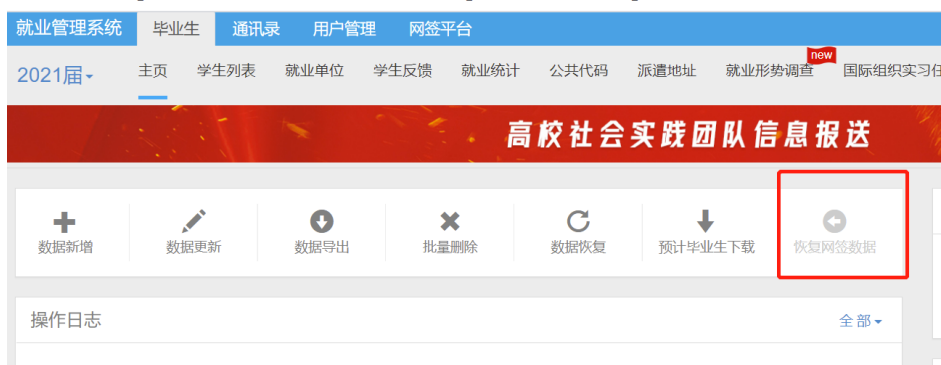 就业管理系统 毕业生 通讯录 用户管理 网签平台
2021届 主页 学生列表 就业单位 学生反馈 就业统计 公共代码 派遣地址 就业形势调查 new 国际组织实习任
高校社会实践团队信息报送
数据新增 数据更新 数据导出 批量删除 数据恢复 预计毕业生下载 恢复网签数据
操作日志 全部